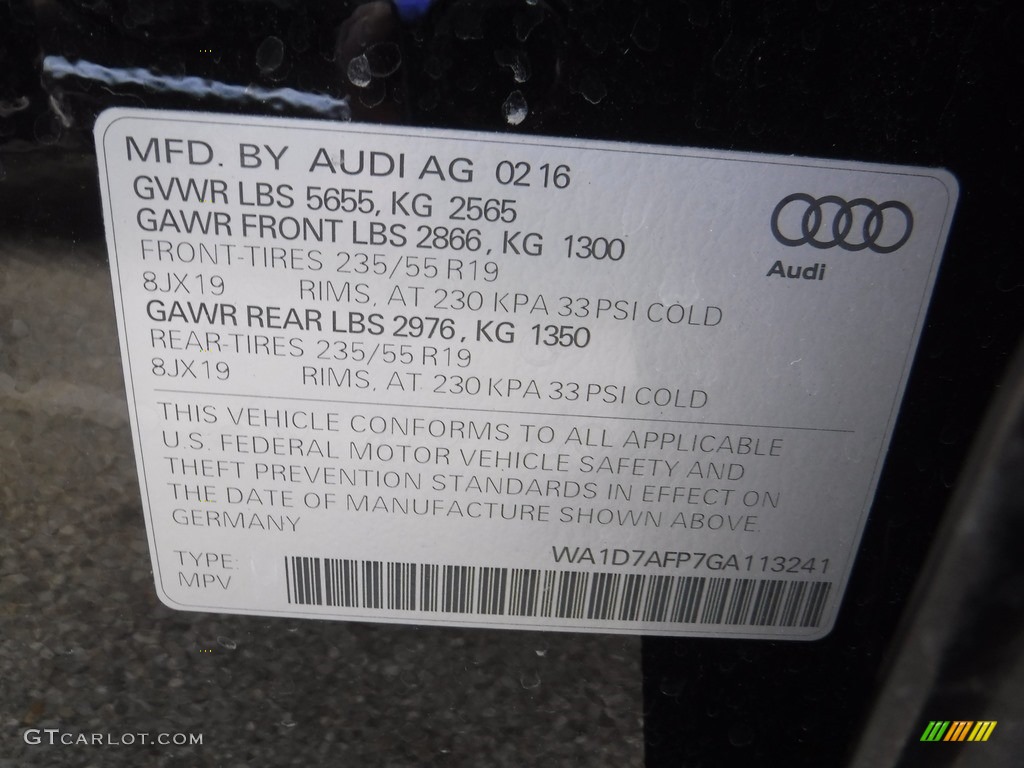 MFD. BY AUDI AG 02 16
GVWR LBS 5655, KG 2565
GAWR FRONT LBS 2866, KG 1300
FRONT-TIRES 235/55 R19
8JX19 RIMS, AT 230 KPA 33 PSI COLD
GAWR REAR LBS 2976, KG 1350
REAR-TIRES 235/55 R19
8JX19 RIMS, AT 230 KPA 33 PSI COLD
Audi
THIS VEHICLE CONFORMS TO ALL APPLICABLE
U.S. FEDERAL MOTOR VEHICLE SAFETY AND
THEFT PREVENTION STANDARDS IN EFFECT ON
THE DATE OF MANUFACTURE SHOWN ABOVE.
GERMANY
WA1D7AFP7GA113241
TYPE:
MPV
GTCARLOT.COM